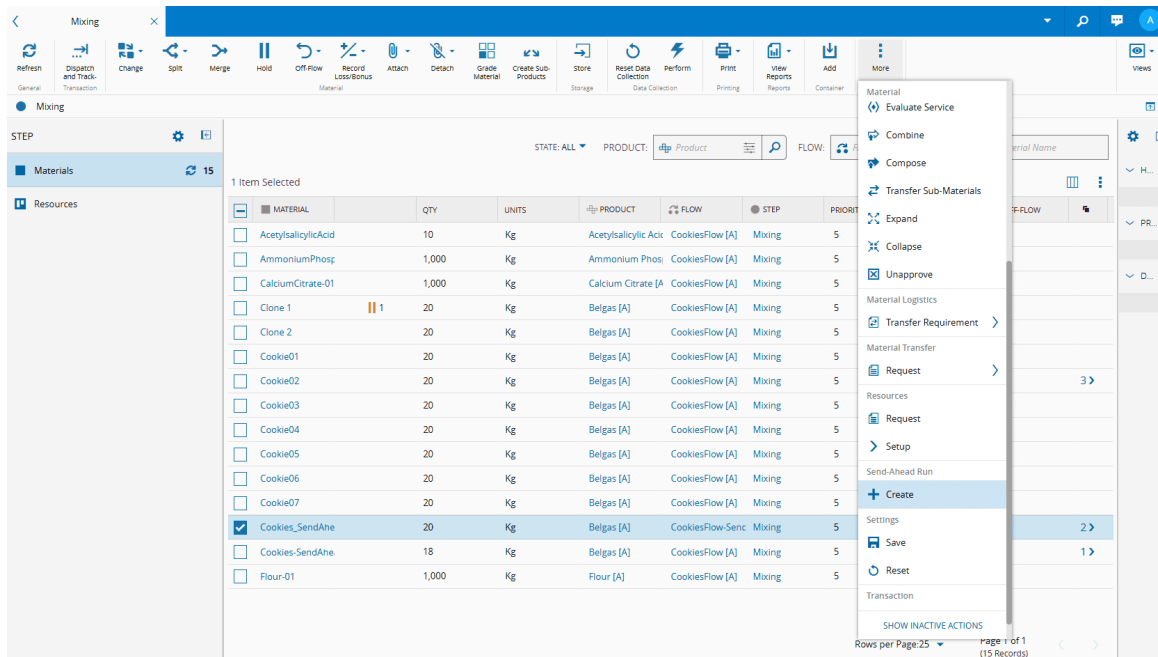 Mixing
A
Refresh
Dispatch
and Track-
Change
Split
Merge
Hold
Off-Flow
Record
Loss/Bonus
Attach
Detach
Grade
Material
Create Sub-
Products
Store
Reset Data
Collection
Perform
Print
View
Reports
Add
More
Views
General
Transaction
Material
Storage
Data Collection
Printing
Reports
Container
Mixing
STEP
Materials 15
Resources
STATE: ALL PRODUCT: Product FLOW:
1 Item Selected
MATERIAL QTY UNITS PRODUCT FLOW STEP
AcetylsalicylicAcid 10 Kg Acetylsalicylic Acid CookiesFlow [A] Mixing 5
AmmoniumPhosp 1,000 Kg Ammonium Phosp CookiesFlow [A] Mixing 5
CalciumCitrate-01 1,000 Kg Calcium Citrate [A CookiesFlow [A] Mixing 5
Clone 1 1 20 Kg Belgas [A] CookiesFlow [A] Mixing 5
Clone 2 20 Kg Belgas [A] CookiesFlow [A] Mixing 5
Cookie01 20 Kg Belgas [A] CookiesFlow [A] Mixing 5
Cookie02 20 Kg Belgas [A] CookiesFlow [A] Mixing 5 3
Cookie03 20 Kg Belgas [A] CookiesFlow [A] Mixing 5
Cookie04 20 Kg Belgas [A] CookiesFlow [A] Mixing 5
Cookie05 20 Kg Belgas [A] CookiesFlow [A] Mixing 5
Cookie06 20 Kg Belgas [A] CookiesFlow [A] Mixing 5
Cookie07 20 Kg Belgas [A] CookiesFlow [A] Mixing 5
Cookies_SendAhe 20 Kg Belgas [A] CookiesFlow-Senc Mixing 5 2
Cookies-SendAhe 18 Kg Belgas [A] CookiesFlow [A] Mixing 5 1
Flour-01 1,000 Kg Flour [A] CookiesFlow [A] Mixing 5
Material
Evaluate Service
Combine
Compose
Transfer Sub-Materials
Expand
Collapse
Unapprove
Material Logistics
Transfer Requirement
Material Transfer
Request
Resources
Request
Setup
Send-Ahead Run
Create
Settings
Save
Reset
Transaction
SHOW INACTIVE ACTIONS
Material Name
FF-FLOW
H...
PR...
D...
Rows per Page:25 Page 1 of 1
(15 Records)